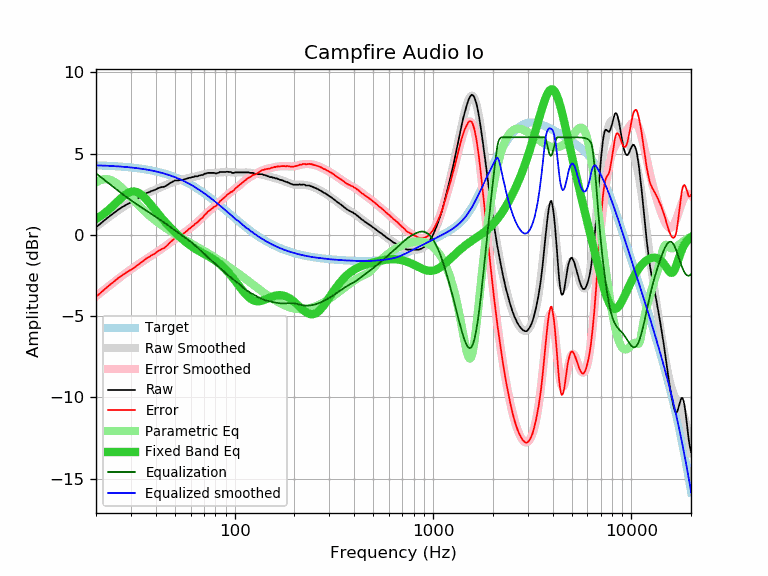 Campfire Audio Io
10
5
0
−5
−10
−15
Amplitude (dBr)
Target
Raw Smoothed
Error Smoothed
Raw
Error
Parametric Eq
Fixed Band Eq
Equalization
Equalized smoothed
100
1000
10000
Frequency (Hz)